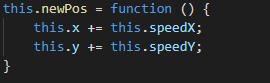 this.newPos = function () {
    this.x += this.speedX;
    this.y += this.speedY;
}